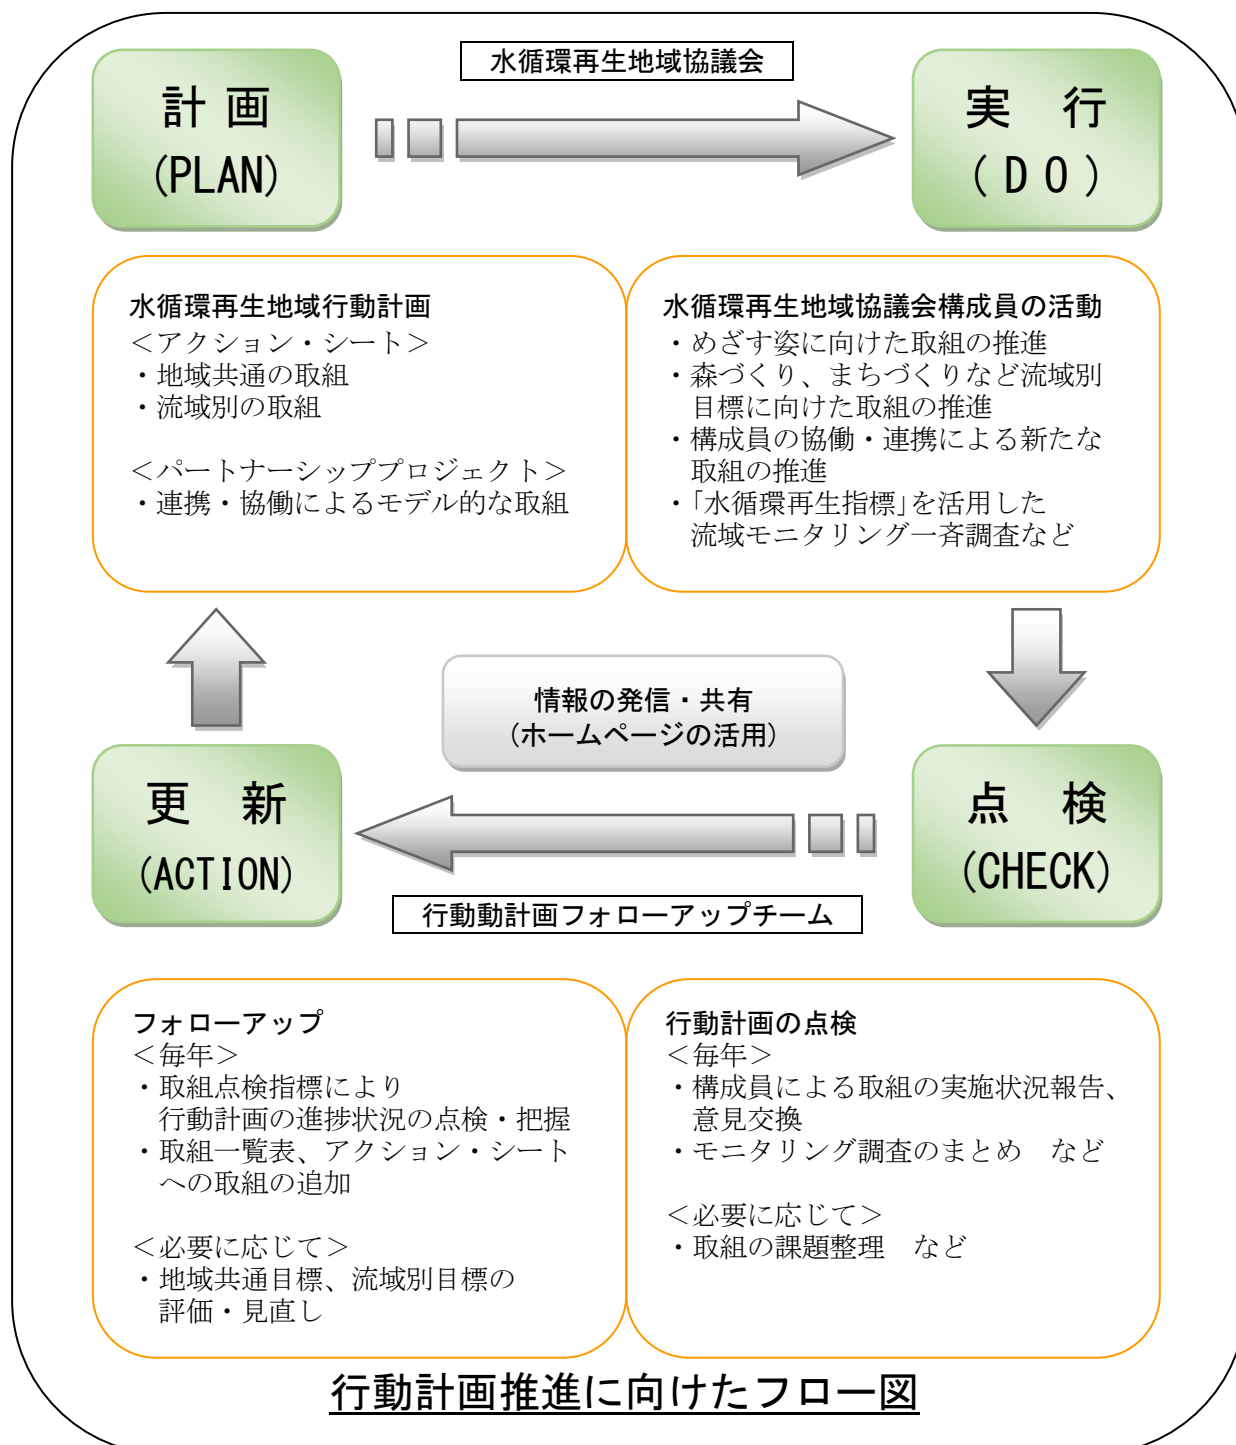 水循環再生地域協議会
計 画
(PLAN)
実 行
(DO)
水循環再生地域行動計画
＜アクション・シート＞
・地域共通の取組
・流域別の取組
＜パートナーシッププロジェクト＞
・連携・協働によるモデル的な取組
水循環再生地域協議会構成員の活動
・めざす姿に向けた取組の推進
・森づくり、まちづくりなど流域別
目標に向けた取組の推進
・構成員の協働・連携による新たな
取組の推進
・「水循環再生指標」を活用した
流域モニタリング一斉調査など
情報の発信・共有
(ホームページの活用)
更 新
(ACTION)
点 検
(CHECK)
行動動計画フォローアップチーム
フォローアップ
＜毎年＞
・取組点検指標により
行動計画の進捗状況の点検・把握
・取組一覧表、アクション・シート
への取組の追加
＜必要に応じて＞
・地域共通目標、流域別目標の
評価・見直し
行動計画の点検
＜毎年＞
・構成員による取組の実施状況報告、
意見交換
・モニタリング調査のまとめ　など
＜必要に応じて＞
・取組の課題整理　など
行動計画推進に向けたフロー図